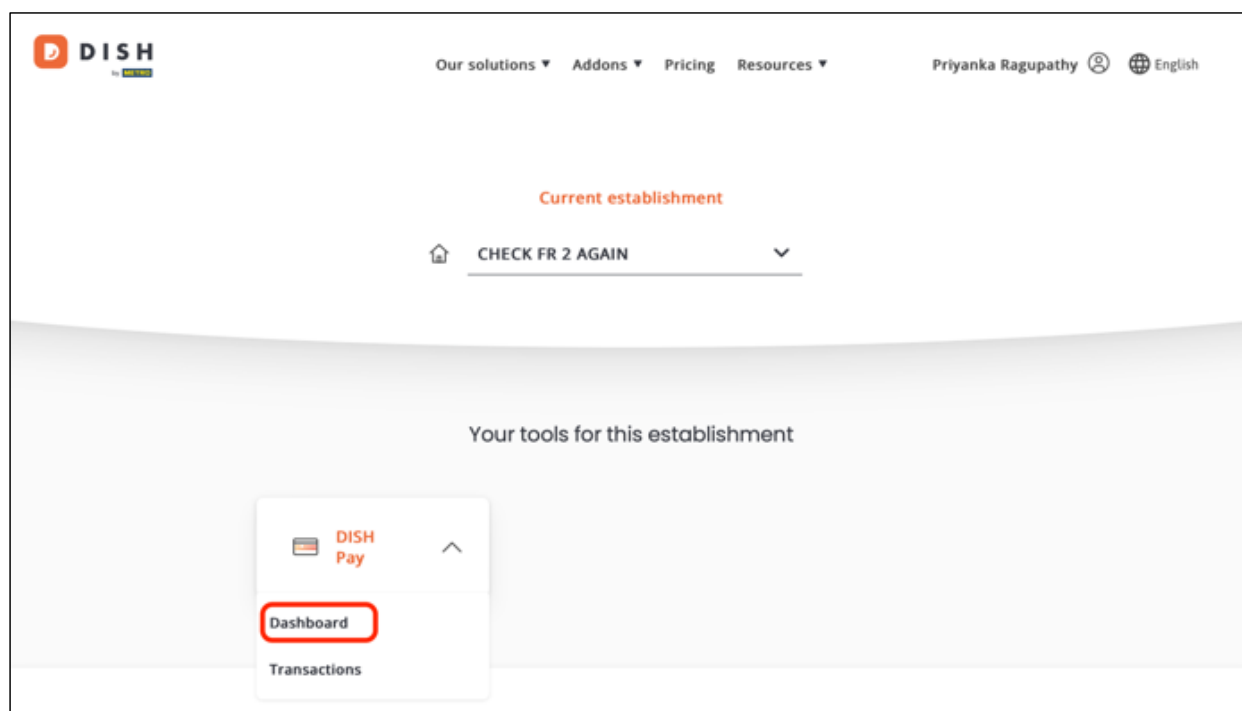 DISH
by METRO
Our solutions ▼ Addons ▼ Pricing Resources ▼ Priyanka Ragupathy English
Current establishment
CHECK FR 2 AGAIN
Your tools for this establishment
DISH
Pay
Dashboard
Transactions